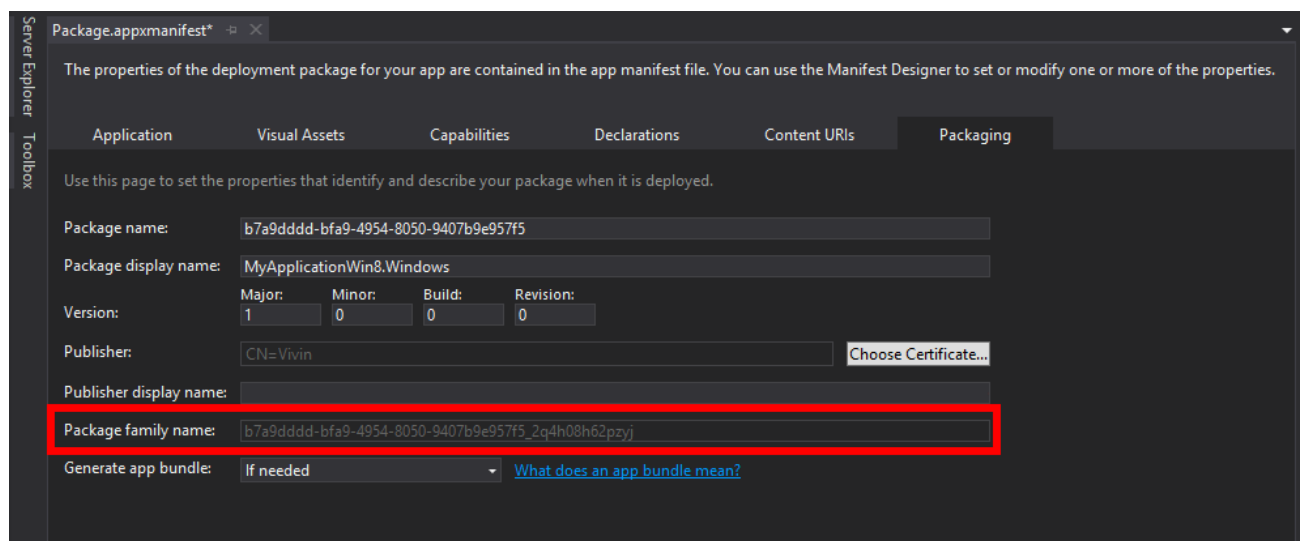 Server Explorer
Toolbox
Package.appxmanifest*
The properties of the deployment package for your app are contained in the app manifest file. You can use the Manifest Designer to set or modify one or more of the properties.
Application Visual Assets Capabilities Declarations Content URIs Packaging
Use this page to set the properties that identify and describe your package when it is deployed.
Package name: b7a9dddd-bfa9-4954-8050-9407b9e957f5
Package display name: MyApplicationWin8.Windows
Major: Minor: Build: Revision:
Version: 1 0 0 0
Publisher: CN=Vivin Choose Certificate...
Publisher display name:
Package family name: b7a9dddd-bfa9-4954-8050-9407b9e957f5_2q4h08h62pzyj
Generate app bundle: If needed What does an app bundle mean?